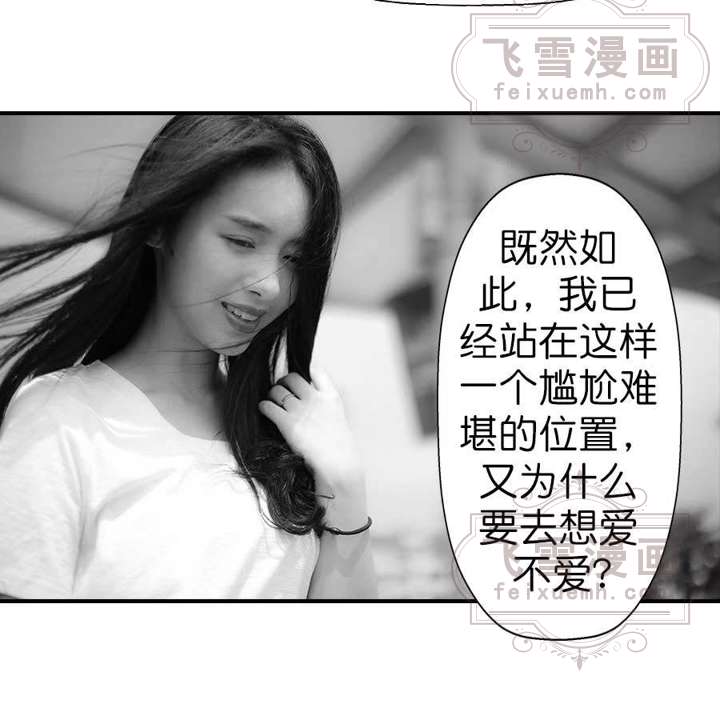 飞雪漫画
feixuemh.com
既然如
此，我已
经站在这样
一个尴尬难
堪的位置，
又为什么
要去想爱
不爱？
飞雪漫画
feixuemh.com